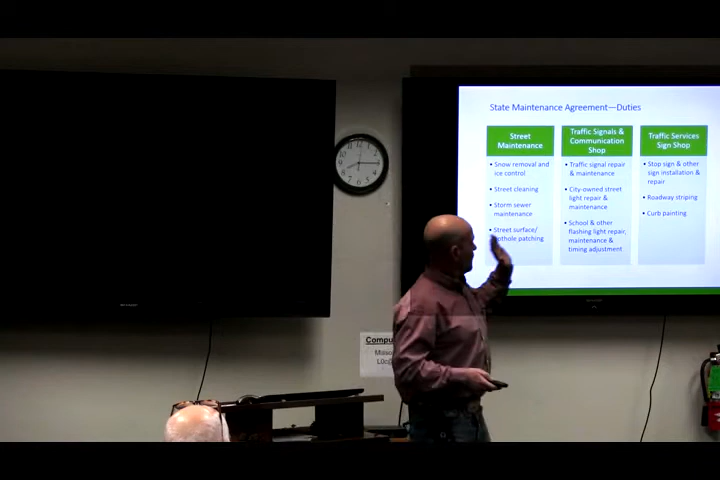 State Maintenance Agreement—Duties
Street
Maintenance
• Snow removal and
ice control
• Street cleaning
• Storm sewer
maintenance
• Street surface/
pothole patching
Traffic Signals &
Communication
Shop
• Traffic signal repair
& maintenance
• City-owned street
light repair &
maintenance
• School & other
flashing light repair,
maintenance &
timing adjustment
Traffic Services
Sign Shop
• Stop sign & other
sign installation &
repair
• Roadway striping
• Curb painting
Compu